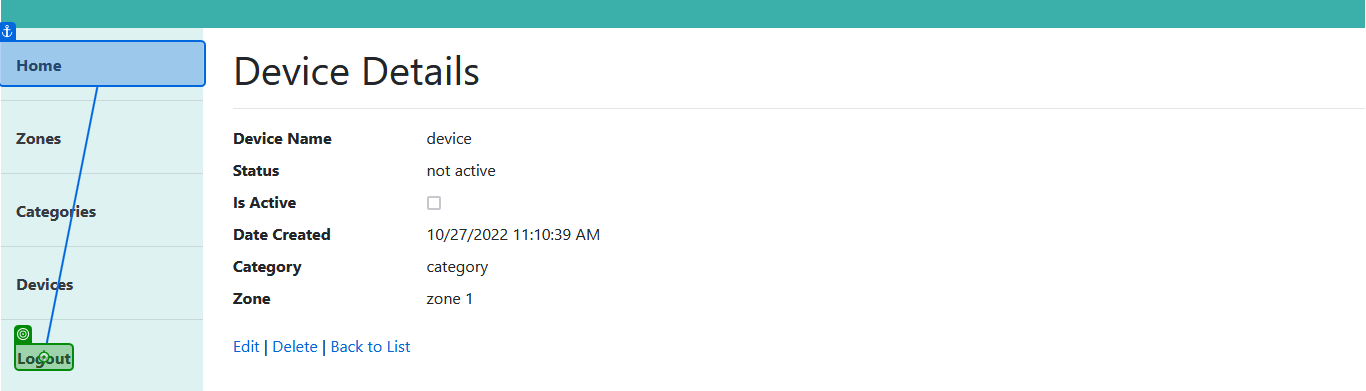 Home
Zones
Categories
Devices
Logout
Device Details
Device Name device
Status not active
Is Active
Date Created 10/27/2022 11:10:39 AM
Category category
Zone zone 1
Edit | Delete | Back to List